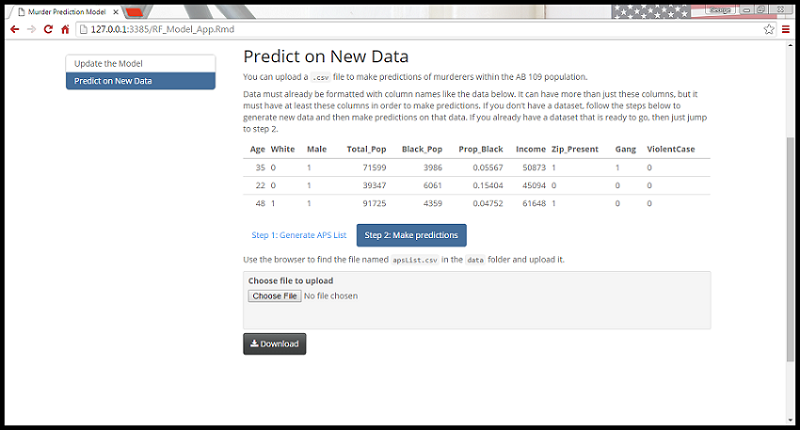 Murder Prediction Model
George
127.0.0.1:3385/RF_Model_App.Rmd
Update the Model
Predict on New Data
Predict on New Data
You can upload a .csv file to make predictions of murderers within the AB 109 population.
Data must already be formatted with column names like the data below. It can have more than just these columns, but it
must have at least these columns in order to make predictions. If you don't have a dataset, follow the steps below to
generate new data and then make predictions on that data. If you already have a dataset that is ready to go, then just jump
to step 2.
Age White Male Total_Pop Black_Pop Prop_Black Income Zip_Present Gang ViolentCase
35 0 1 71599 3986 0.05567 50873 1 1 0
22 0 1 39347 6061 0.15404 45094 0 0 0
48 1 1 91725 4359 0.04752 61648 1 0 0
Step 1: Generate APS List Step 2: Make predictions
Use the browser to find the file named apsList.csv in the data folder and upload it.
Choose file to upload
Choose File No file chosen
Download